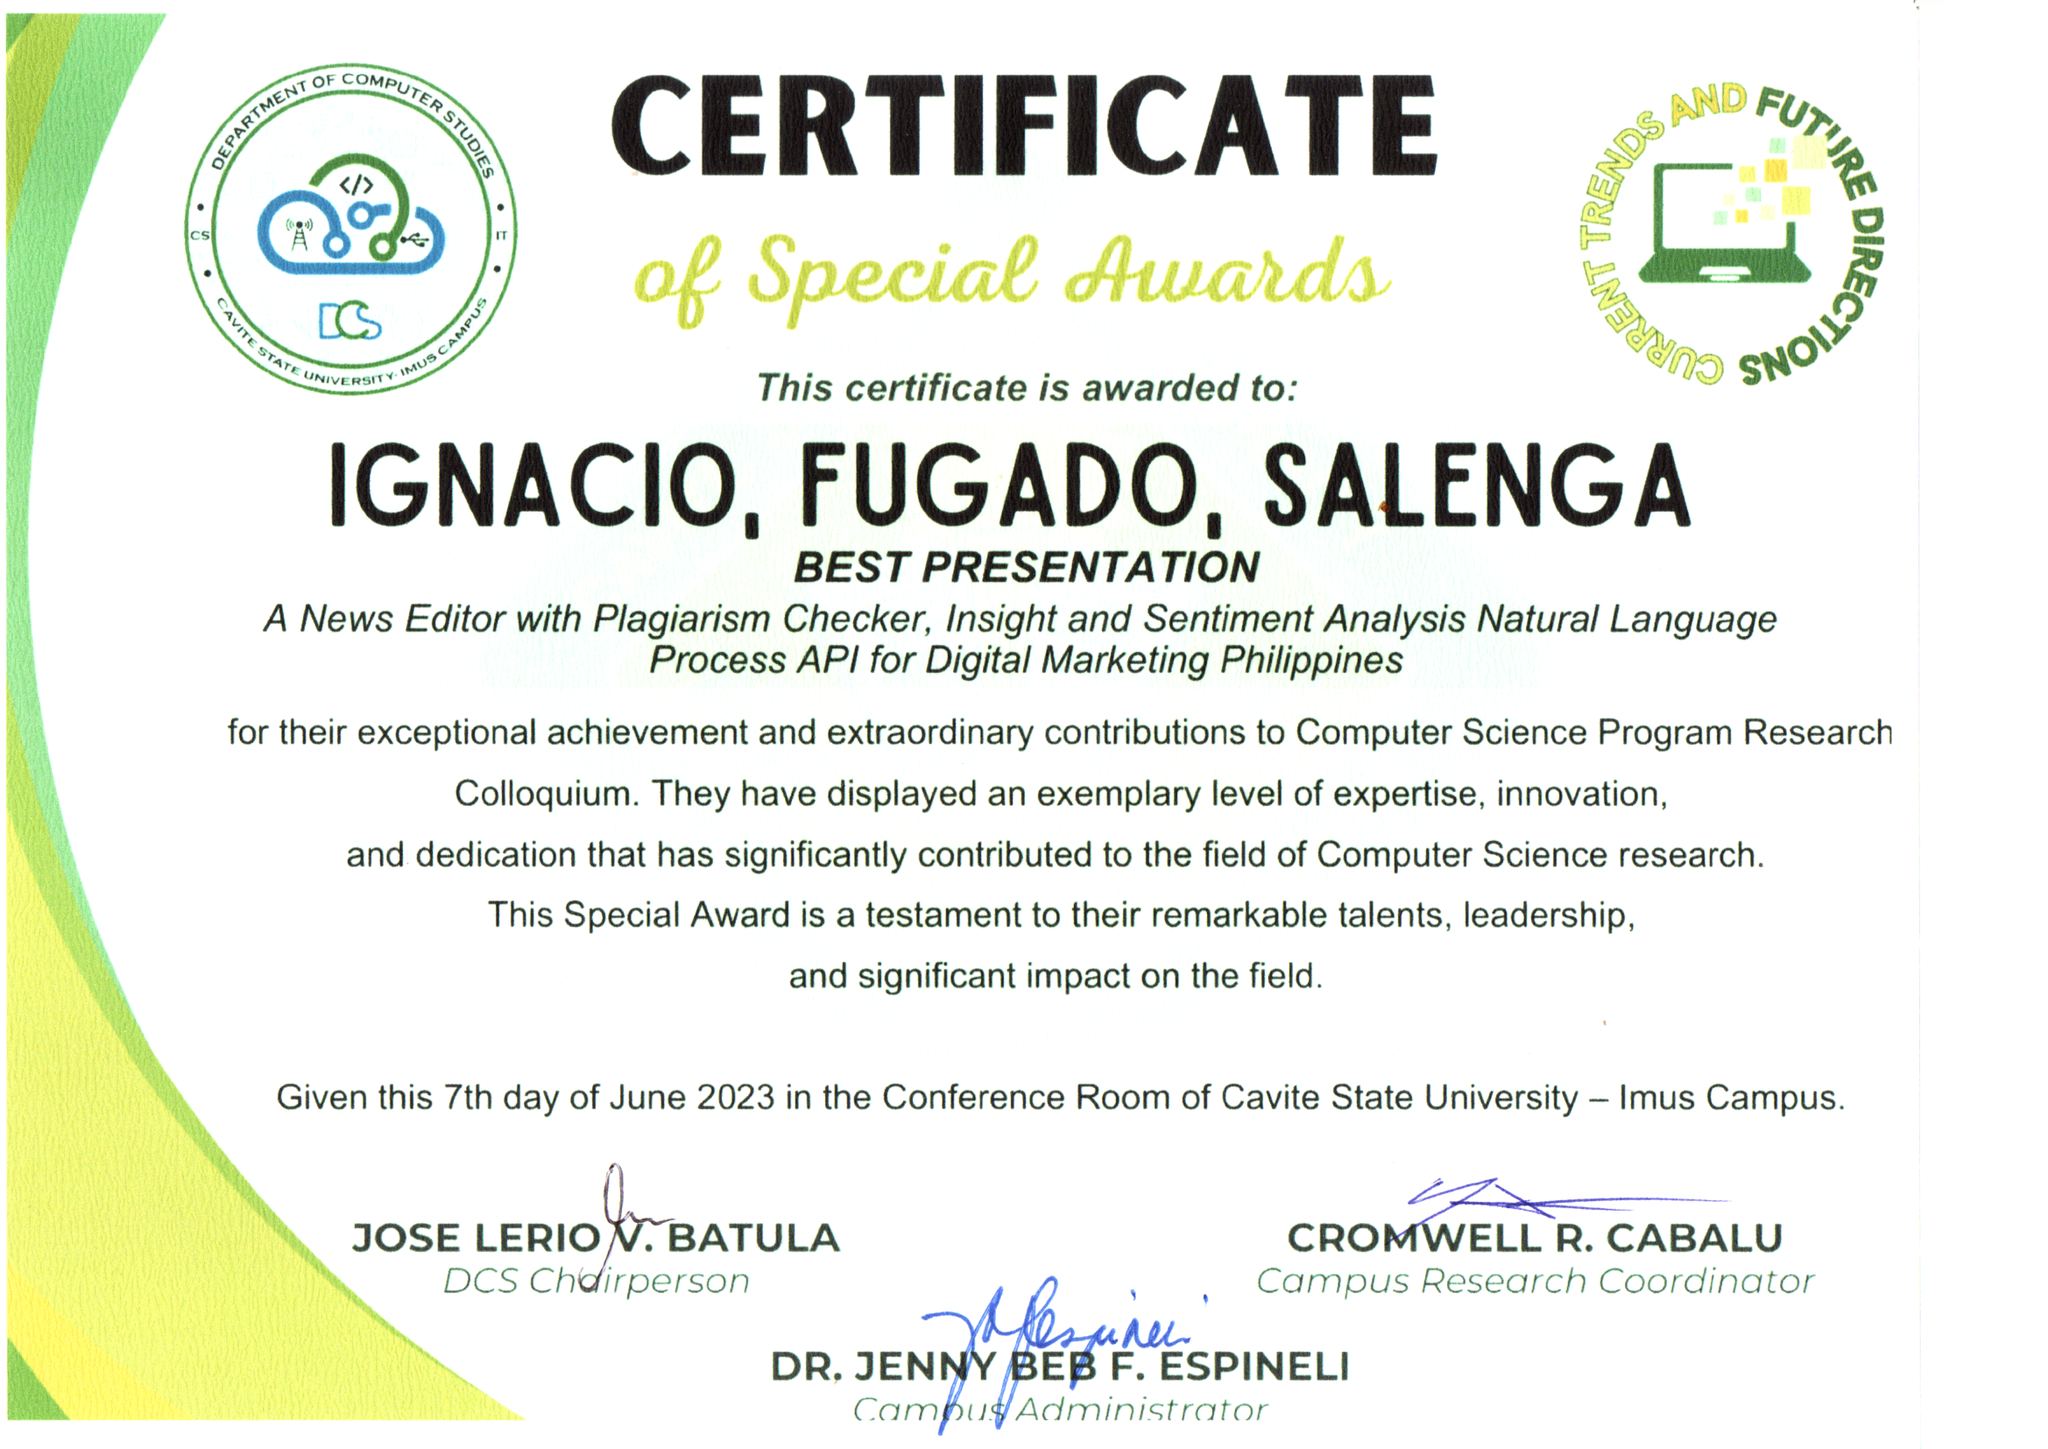 DEPARTMENT OF COMPUTER STUDIES
CS
IT
</>
DCS
CAVITE STATE UNIVERSITY- IMUS CAMPUS
CERTIFICATE
of Special Awards
CURRENT TRENDS AND FUTURE DIRECTIONS
This certificate is awarded to:
IGNACIO, FUGADO, SALENGA
BEST PRESENTATION
A News Editor with Plagiarism Checker, Insight and Sentiment Analysis Natural Language
Process API for Digital Marketing Philippines
for their exceptional achievement and extraordinary contributions to Computer Science Program Research
Colloquium. They have displayed an exemplary level of expertise, innovation,
and dedication that has significantly contributed to the field of Computer Science research.
This Special Award is a testament to their remarkable talents, leadership,
and significant impact on the field.
Given this 7th day of June 2023 in the Conference Room of Cavite State University – Imus Campus.
JOSE LERIO V. BATULA
DCS Chairperson
CROMWELL R. CABALU
Campus Research Coordinator
DR. JENNY BEB F. ESPINELI
Campus Administrator